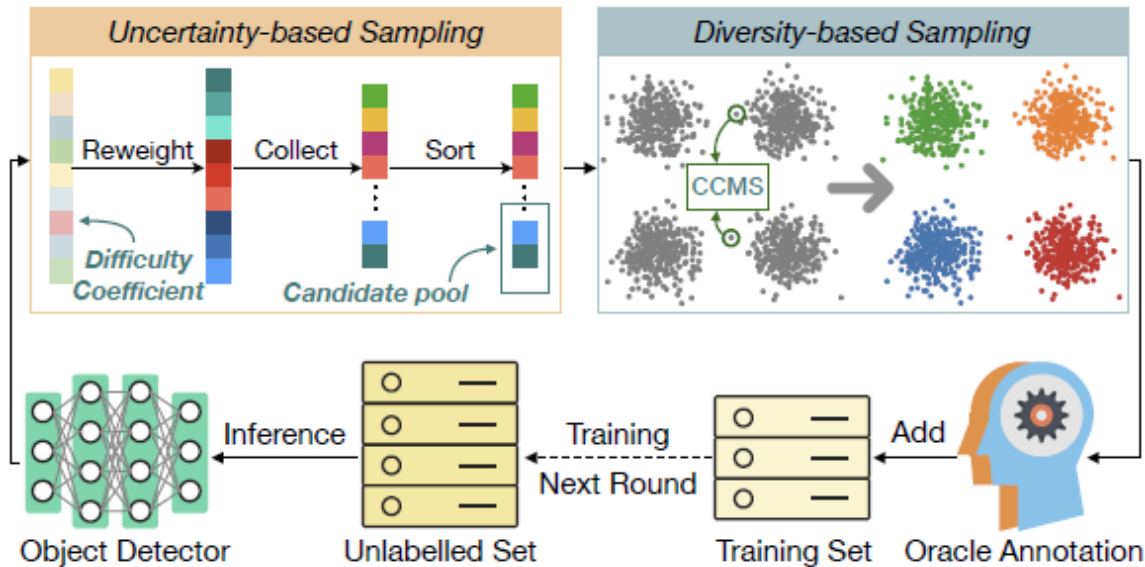 Uncertainty-based Sampling
Diversity-based Sampling
Reweight
Collect
Sort
CCMS
Difficulty
Coefficient
Candidate pool
Inference
Training
Next Round
Add
Object Detector
Unlabelled Set
Training Set
Oracle Annotation